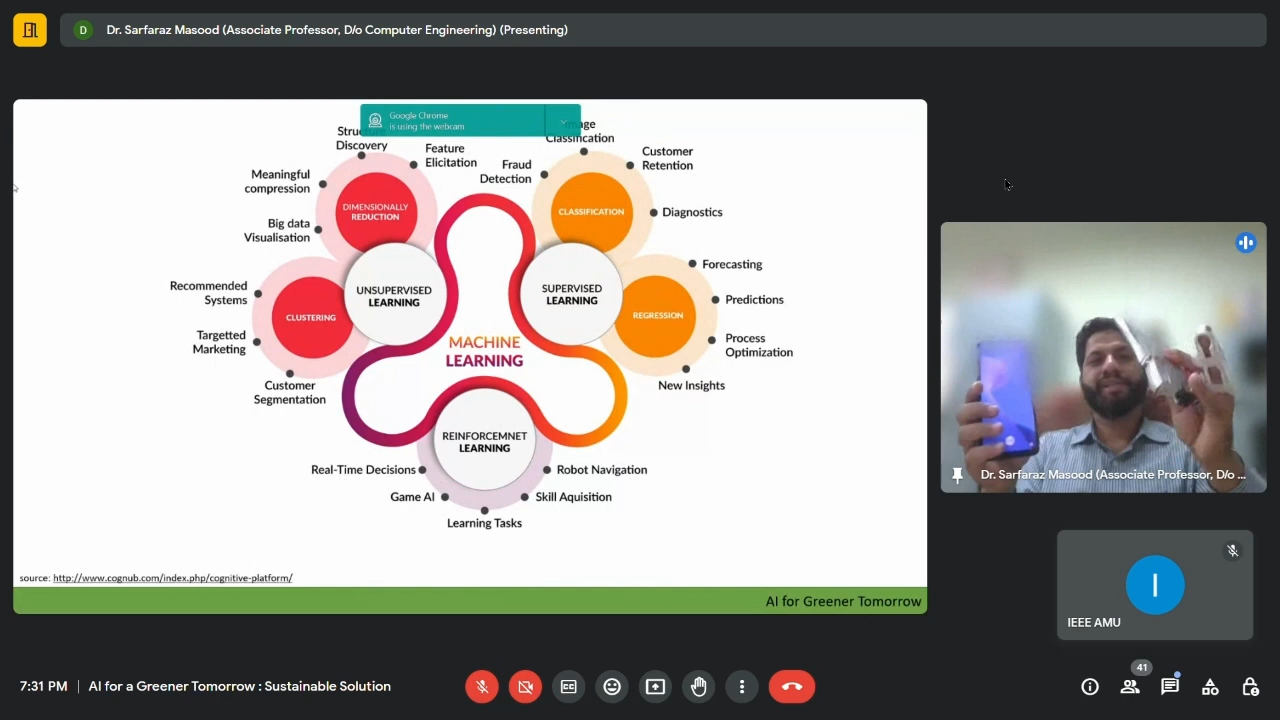 D
Dr. Sarfaraz Masood (Associate Professor, D/o Computer Engineering) (Presenting)
Google Chrome
is using the webcam
Discovery
Feature
Elicitation
Meaningful
compression
Big data
Visualisation
DIMENSIONALLY
REDUCTION
Recommended
Systems
Targetted
Marketing
Customer
Segmentation
CLUSTERING
UNSUPERVISED
LEARNING
Classification
Fraud
Detection
Customer
Retention
Diagnostics
CLASSIFICATION
SUPERVISED
LEARNING
Forecasting
Predictions
Process
Optimization
New Insights
REGRESSION
MACHINE
LEARNING
REINFORCEMNET
LEARNING
Real-Time Decisions
Robot Navigation
Game AI
Skill Aquisition
Learning Tasks
source: http://www.cognub.com/index.php/cognitive-platform/
AI for Greener Tomorrow
Dr. Sarfaraz Masood (Associate Professor, D/o ...
I
IEEE AMU
7:31 PM | AI for a Greener Tomorrow : Sustainable Solution
41